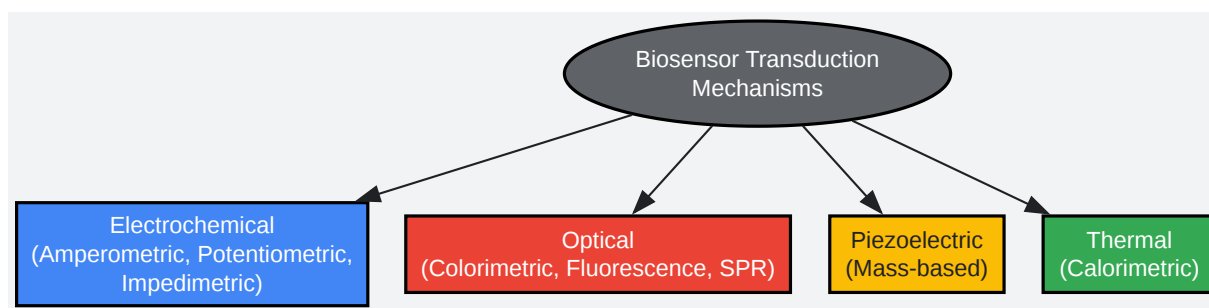 Biosensor Transduction
Mechanisms
Electrochemical
(Amperometric, Potentiometric,
Impedimetric)
Optical
(Colorimetric, Fluorescence, SPR)
Piezoelectric
(Mass-based)
Thermal
(Calorimetric)